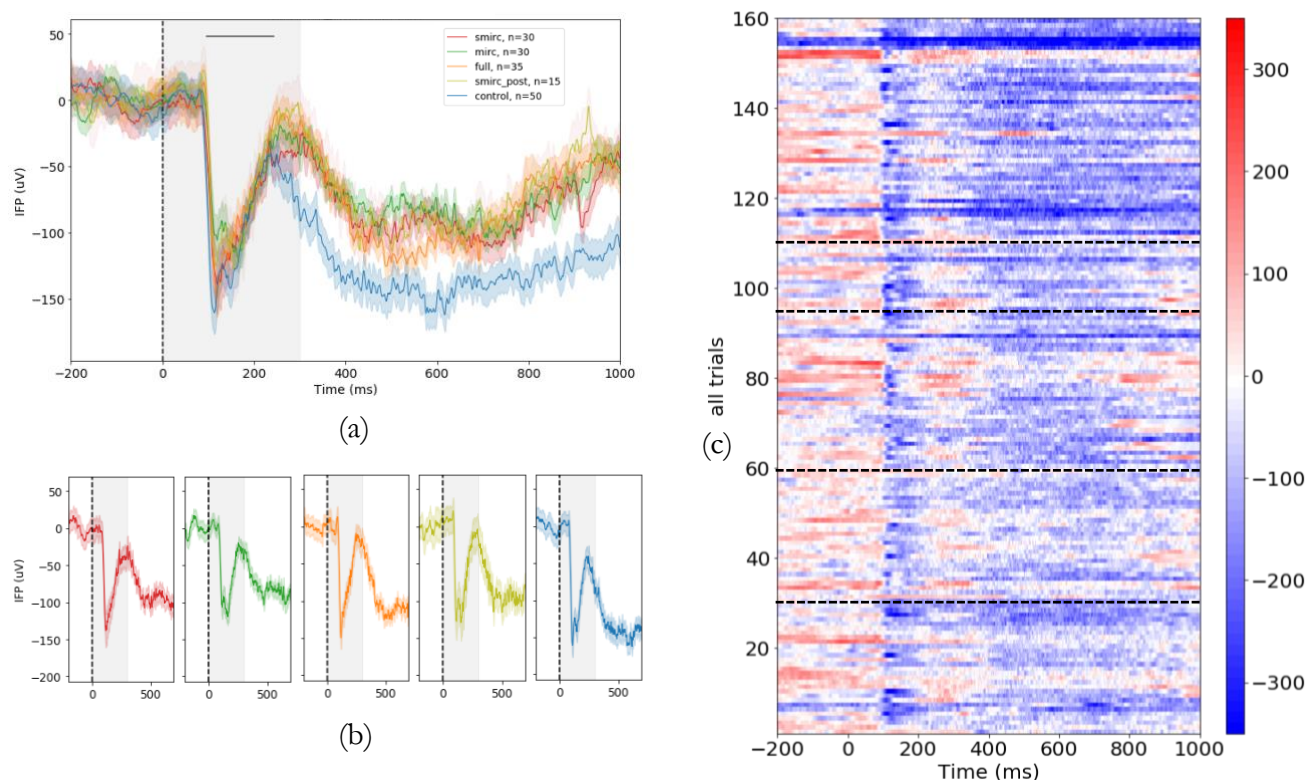 50
0
−50
−100
−150
IFP (uV)
smirc, n=30
mirc, n=30
full, n=35
smirc_post, n=15
control, n=50
−200
0
200
400
600
800
1000
Time (ms)
(a)
50
0
−50
−100
−150
−200
IFP (uV)
0 500
0 500
0 500
0 500
0 500
(b)
160
140
120
100
80
60
40
20
all trials
−200 0 200 400 600 800 1000
Time (ms)
300
200
100
0
−100
−200
−300
(c)